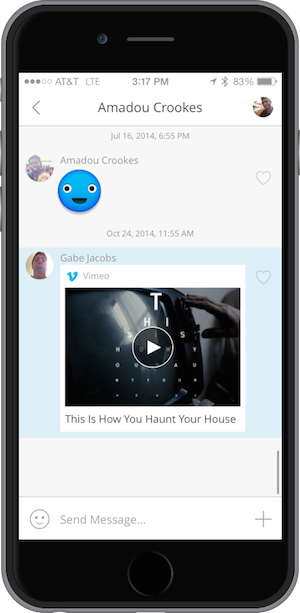 AT&T LTE 3:17 PM 83%
Amadou Crookes
Jul 16, 2014, 6:55 PM
Amadou Crookes
Oct 24, 2014, 11:55 AM
Gabe Jacobs
Vimeo
T
H I
S I S
This Is How You Haunt Your House
Send Message...